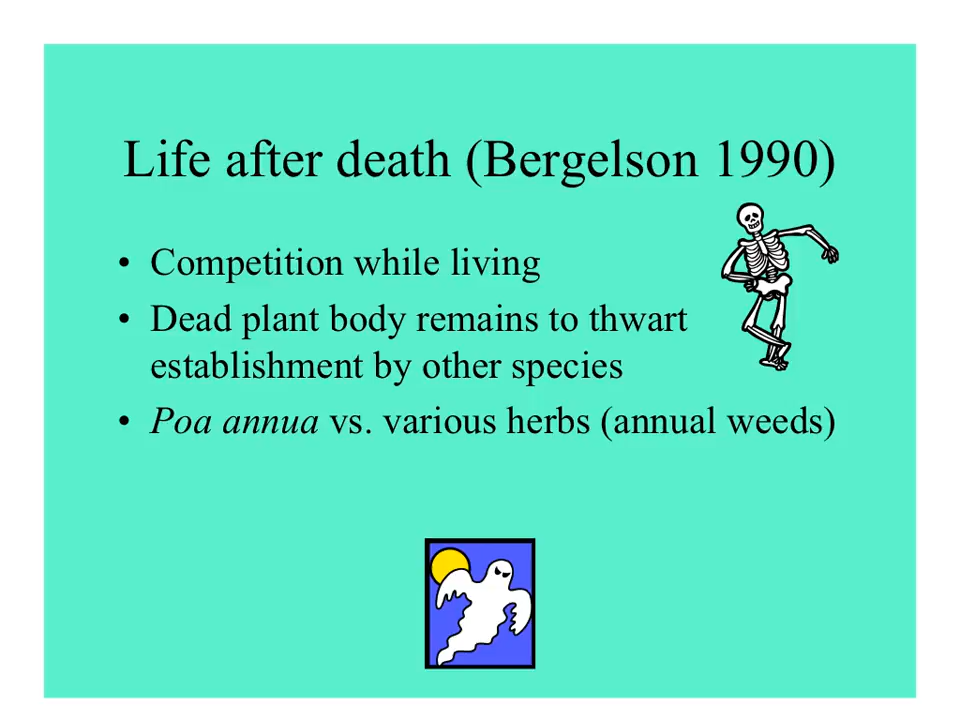 Life after death (Bergelson 1990)
• Competition while living
• Dead plant body remains to thwart
establishment by other species
• Poa annua vs. various herbs (annual weeds)